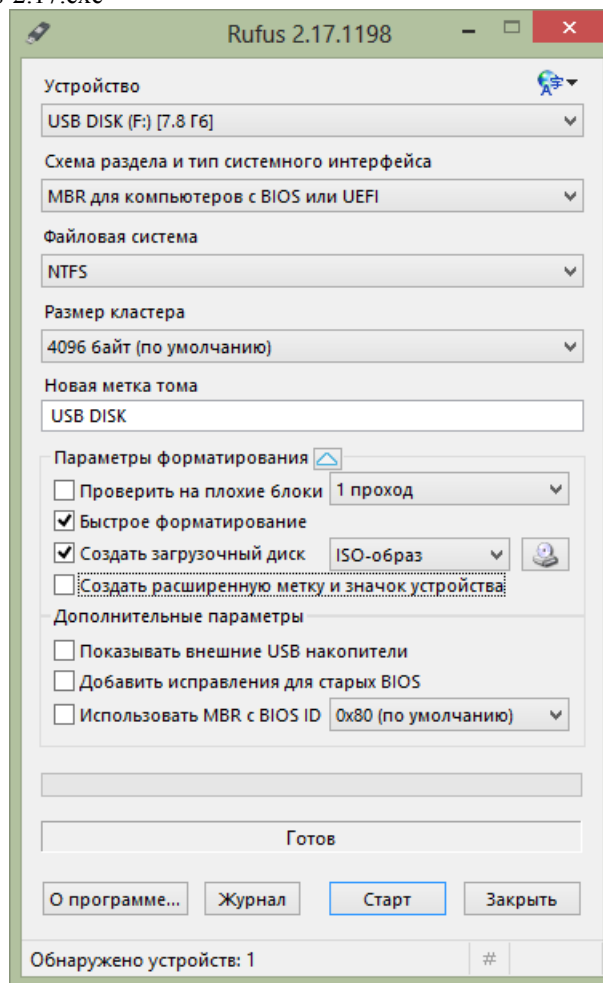 2.17.exe
Rufus 2.17.1198
Устройство
USB DISK (F:) [7.8 Гб]
Схема раздела и тип системного интерфейса
MBR для компьютеров с BIOS или UEFI
Файловая система
NTFS
Размер кластера
4096 байт (по умолчанию)
Новая метка тома
USB DISK
Параметры форматирования
Проверить на плохие блоки 1 проход
Быстрое форматирование
Создать загрузочный диск ISO-образ
Создать расширенную метку и значок устройства
Дополнительные параметры
Показывать внешние USB накопители
Добавить исправления для старых BIOS
Использовать MBR с BIOS ID 0x80 (по умолчанию)
Готов
О программе... Журнал Старт Закрыть
Обнаружено устройств: 1 #